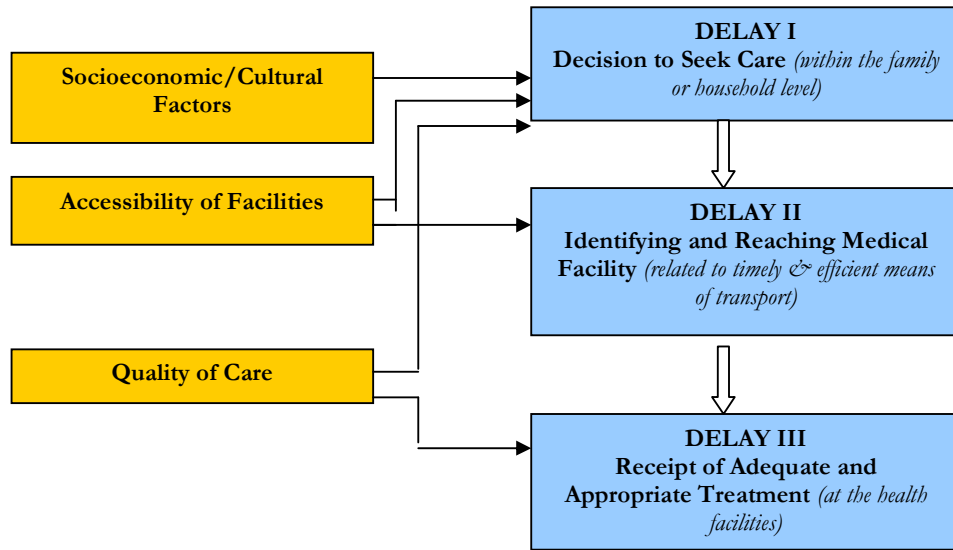 Socioeconomic/Cultural
Factors
Accessibility of Facilities
Quality of Care
DELAY I
Decision to Seek Care (within the family
or household level)
DELAY II
Identifying and Reaching Medical
Facility (related to timely & efficient means
of transport)
DELAY III
Receipt of Adequate and
Appropriate Treatment (at the health
facilities)